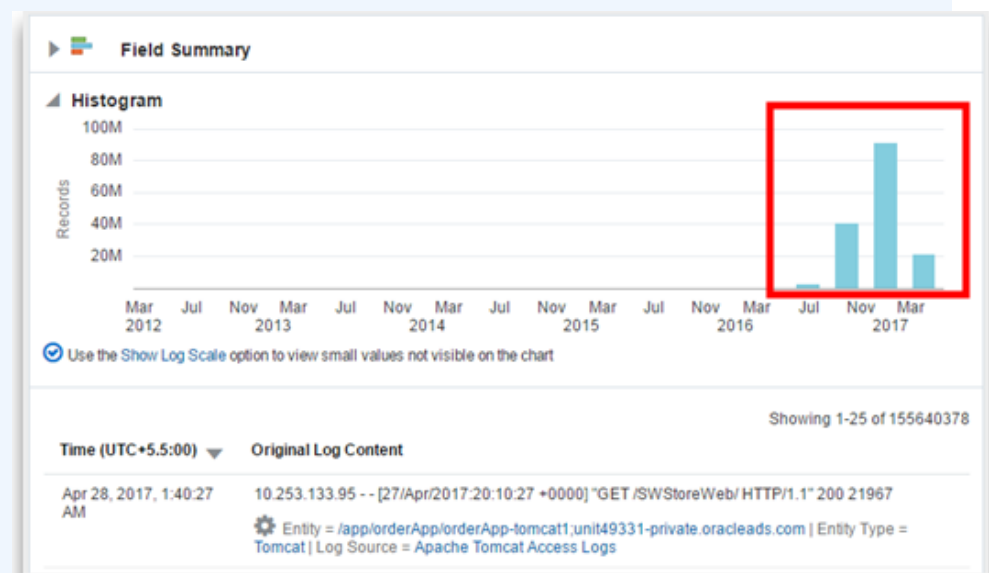 Field Summary
Histogram
100M
80M
60M
40M
20M
Records
Mar Jul Nov Mar Jul Nov Mar Jul Nov Mar Jul Nov Mar Jul Nov Mar
2012 2013 2014 2015 2016 2017
Use the Show Log Scale option to view small values not visible on the chart
Showing 1-25 of 155640378
Time (UTC+5.5:00) Original Log Content
Apr 28, 2017, 1:40:27
AM
10.253.133.95 - - [27/Apr/2017:20:10:27 +0000] "GET /SWStoreWeb/ HTTP/1.1" 200 21967
Entity = /app/orderApp/orderApp-tomcat1;unit49331-private.oracleads.com | Entity Type =
Tomcat | Log Source = Apache Tomcat Access Logs